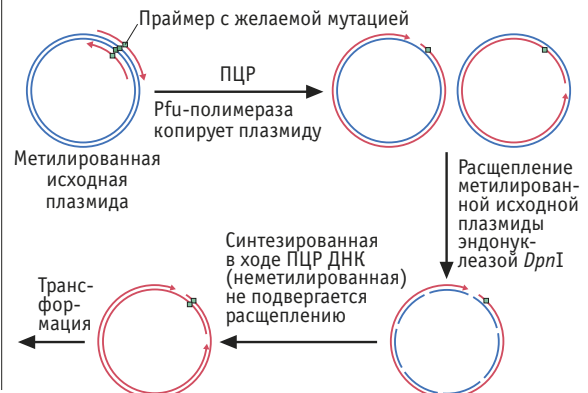 Праймер с желаемой мутацией
ПЦР
Pfu-полимераза
копирует плазмиду
Метилированная
исходная
плазмида
Расщепление
метилирован-
ной исходной
плазмиды
эндонук-
леазой DpnI
Синтезированная
в ходе ПЦР ДНК
(неметилированная)
не подвергается
расщеплению
Транс-
фор-
мация